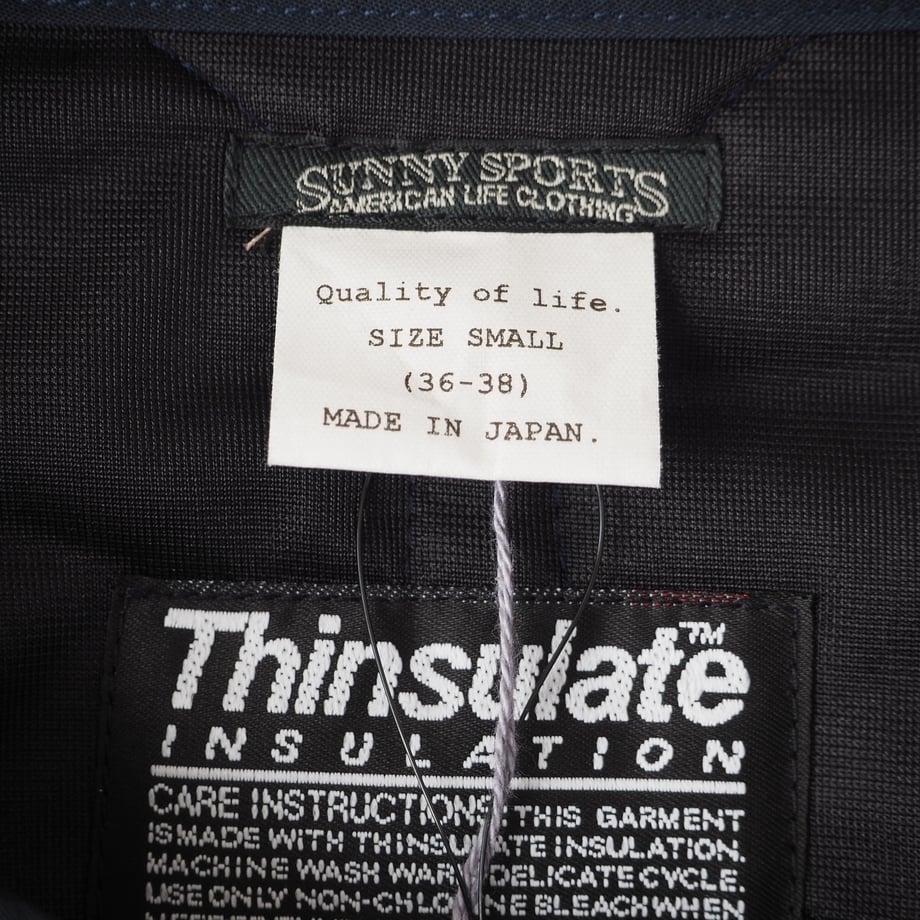 SUNNY SPORTS
AMERICAN LIFE CLOTHING
Quality of life.
SIZE SMALL
(36-38)
MADE IN JAPAN.
Thinsulate™
INSULATION
CARE INSTRUCTIONS THIS GARMENT
IS MADE WITH THINSULATE INSULATION.
MACHINE WASH WARM DELICATE CYCLE.
USE ONLY NON-CHLORINE BLEACH WHEN